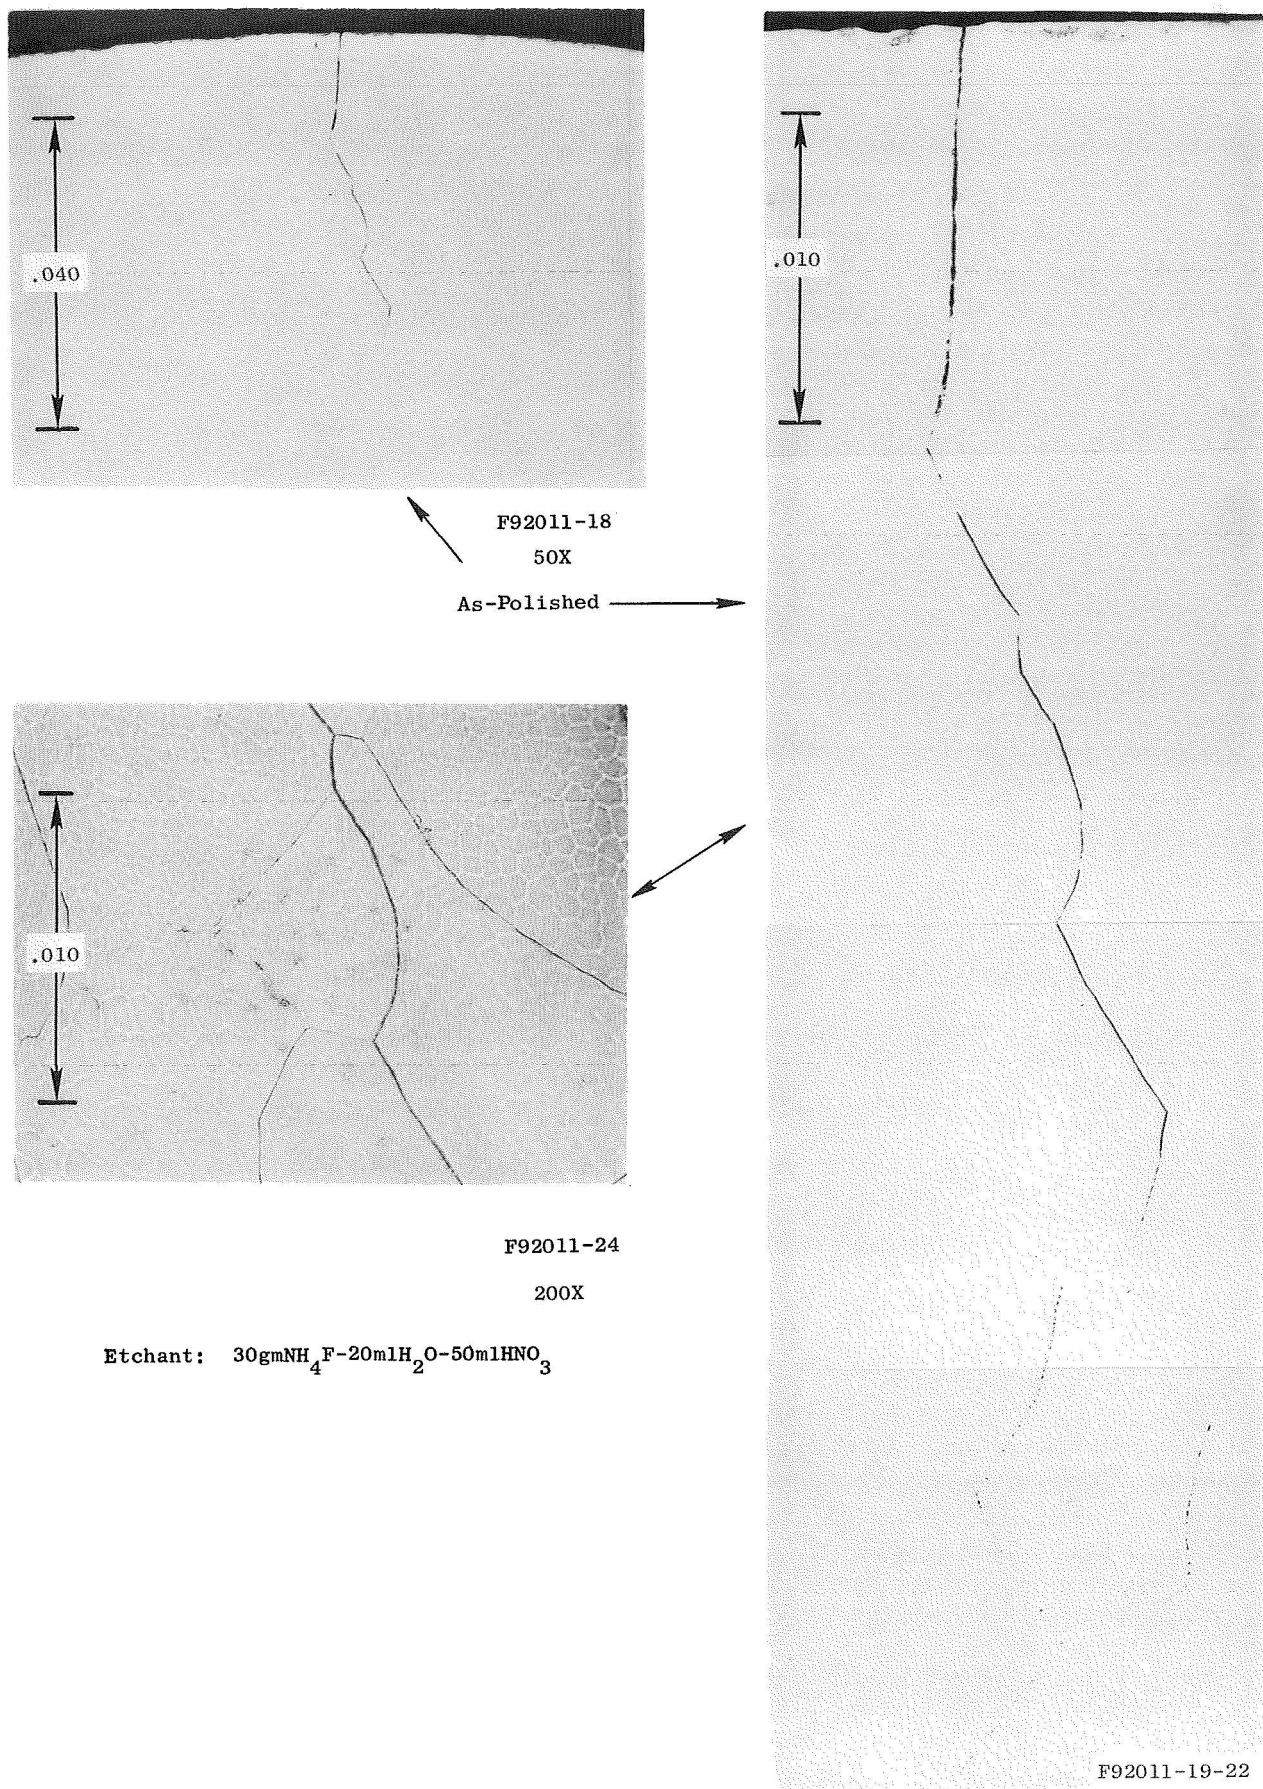 .040
.010
F92011-18
50X
As-Polished
.010
F92011-24
200X
Etchant: 30gmNH4F-20mlH2O-50mlHNO3
F92011-19-22